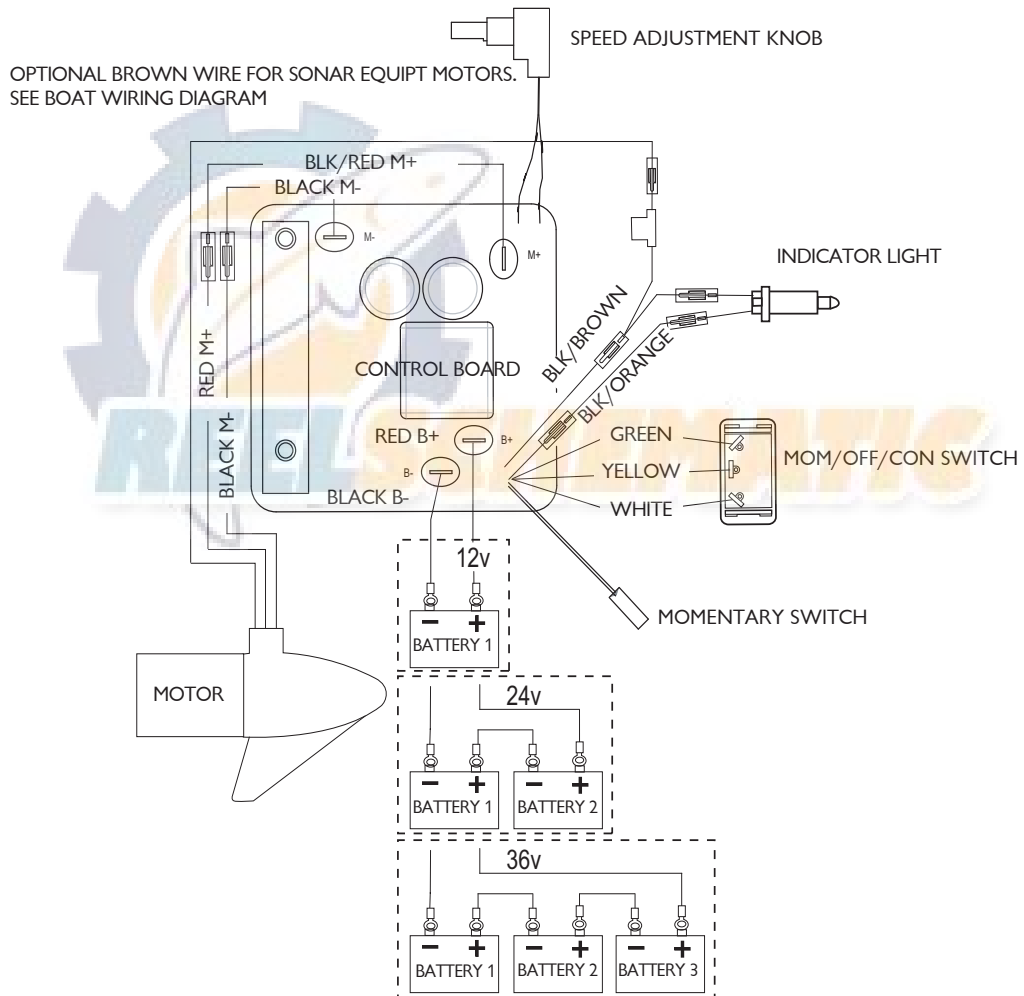 SPEED ADJUSTMENT KNOB
OPTIONAL BROWN WIRE FOR SONAR EQUIPT MOTORS.
SEE BOAT WIRING DIAGRAM
BLK/RED M+
BLACK M-
M-
M+
INDICATOR LIGHT
RED M+
BLACK M-
BLK/BROWN
BLK/ORANGE
CONTROL BOARD
REELSCHEMATIC
RED B+
B+
B-
BLACK B-
GREEN
YELLOW
WHITE
MOM/OFF/CON SWITCH
MOMENTARY SWITCH
MOTOR
12v
- +
BATTERY 1
24v
- + - +
BATTERY 1 BATTERY 2
36v
- + - + - +
BATTERY 1 BATTERY 2 BATTERY 3